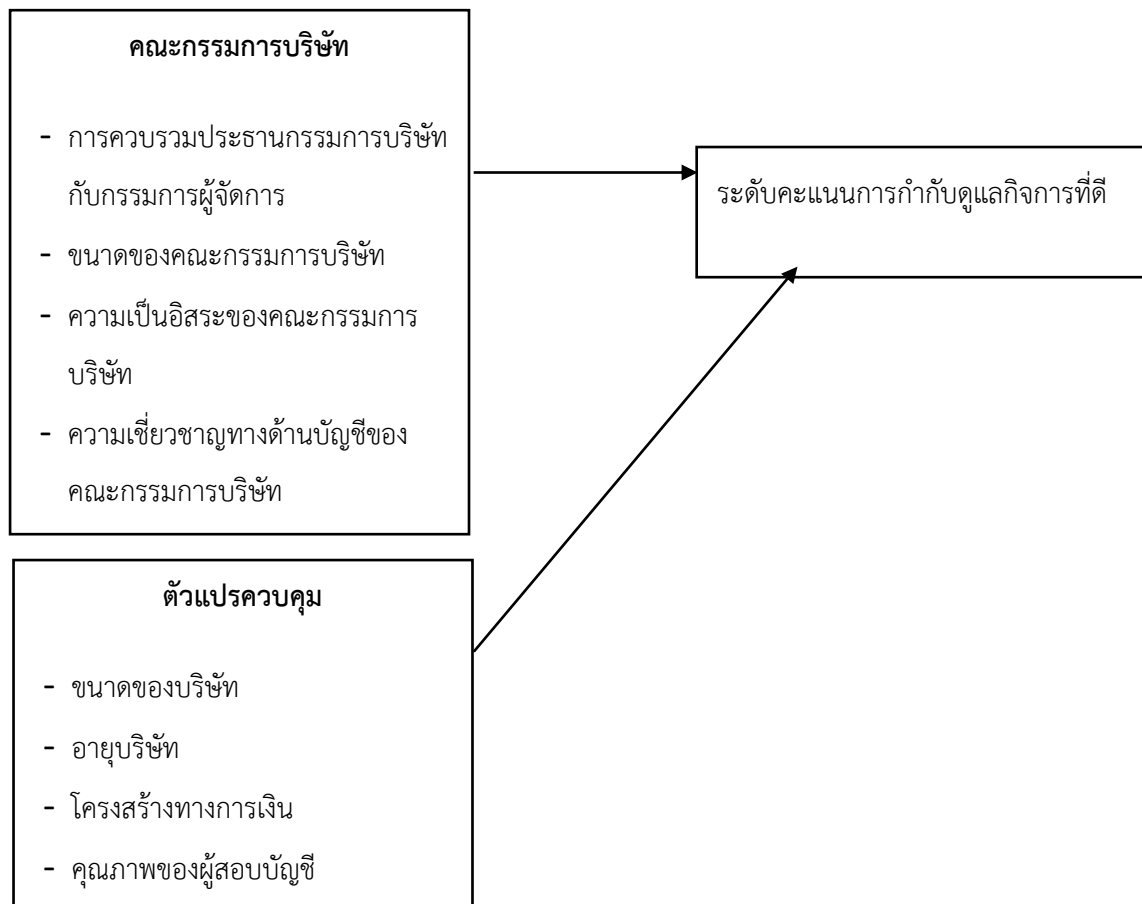 คณะกรรมการบริษัท
- การควบรวมประธานกรรมการบริษัท
กับกรรมการผู้จัดการ
- ขนาดของคณะกรรมการบริษัท
- ความเป็นอิสระของคณะกรรมการ
บริษัท
- ความเชี่ยวชาญทางด้านบัญชีของ
คณะกรรมการบริษัท
ระดับคะแนนการกำกับดูแลกิจการที่ดี
ตัวแปรควบคุม
- ขนาดของบริษัท
- อายุบริษัท
- โครงสร้างทางการเงิน
- คุณภาพของผู้สอบบัญชี